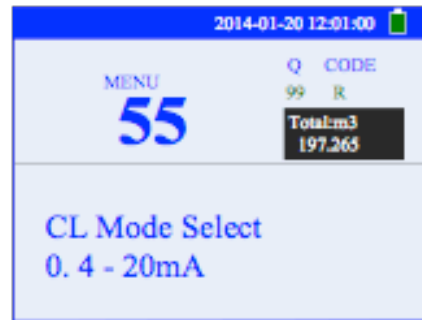 2014-01-20 12:01:00
MENU
55
Q CODE
99 R
Total:m3
197.265
CL Mode Select
0. 4 - 20mA